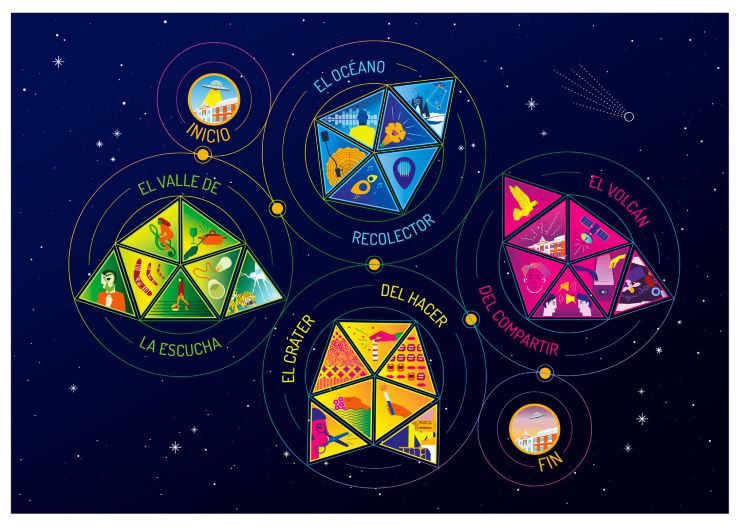 INICIO
EL OCÉANO
RECOLECTOR
EL VALLE DE
LA ESCUCHA
EL VOLCÁN
DEL COMPARTIR
EL CRÁTER
DEL HACER
FIN